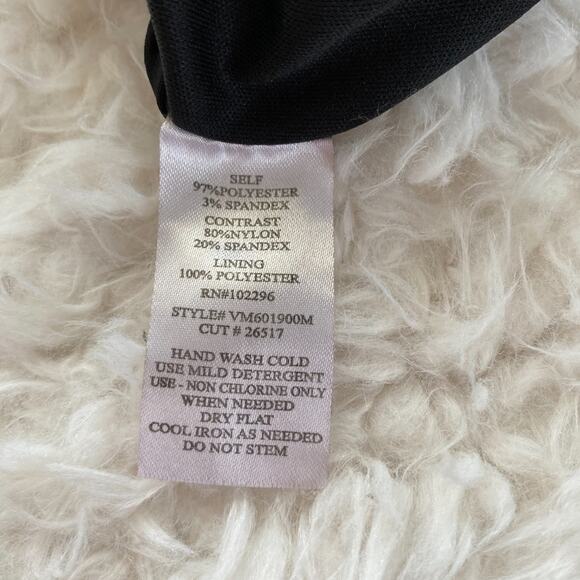 SELF
97%POLYESTER
3% SPANDEX
CONTRAST
80%NYLON
20% SPANDEX
LINING
100% POLYESTER
RN#102296
STYLE# VM601900M
CUT # 26517
HAND WASH COLD
USE MILD DETERGENT
USE - NON CHLORINE ONLY
WHEN NEEDED
DRY FLAT
COOL IRON AS NEEDED
DO NOT STEM